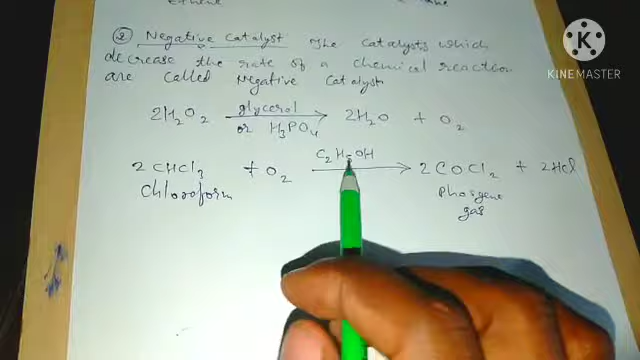 ② Negative Catalyst The Catalysts which
decrease the rate of a chemical reaction
are called Negative Catalyst
2H₂O₂ glycerol or H₃PO₄ → 2H₂O + O₂
C₂H₅OH
2CHCl₃ + O₂ → 2COCl₂ + 2HCl
Chloroform Phosgene
gas
KINEMASTER